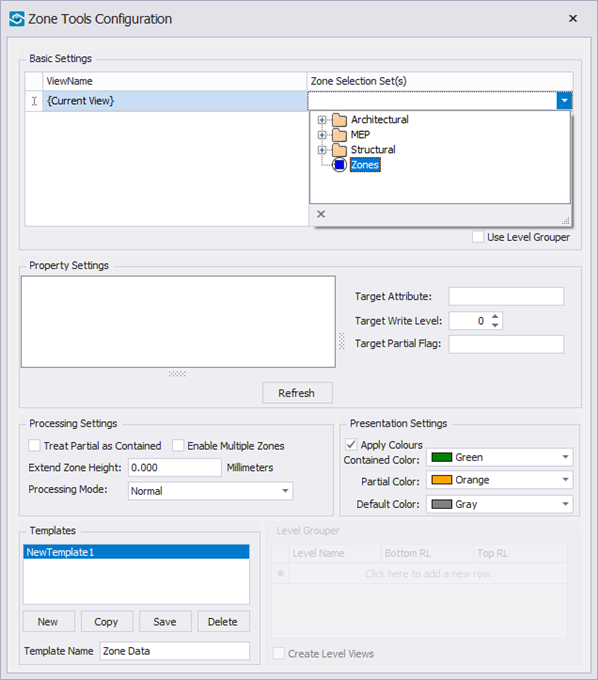 Zone Tools Configuration
Basic Settings
ViewName Zone Selection Set(s)
{Current View}
Architectural
MEP
Structural
Zones
Use Level Grouper
Property Settings
Target Attribute:
Target Write Level: 0
Target Partial Flag:
Refresh
Processing Settings
Treat Partial as Contained Enable Multiple Zones
Extend Zone Height: 0.000 Millimeters
Processing Mode: Normal
Presentation Settings
Apply Colours
Contained Color: Green
Partial Color: Orange
Default Color: Gray
Templates
NewTemplate1
New Copy Save Delete
Template Name Zone Data
Level Grouper
Level Name Bottom RL Top RL
Click here to add a new row
Create Level Views